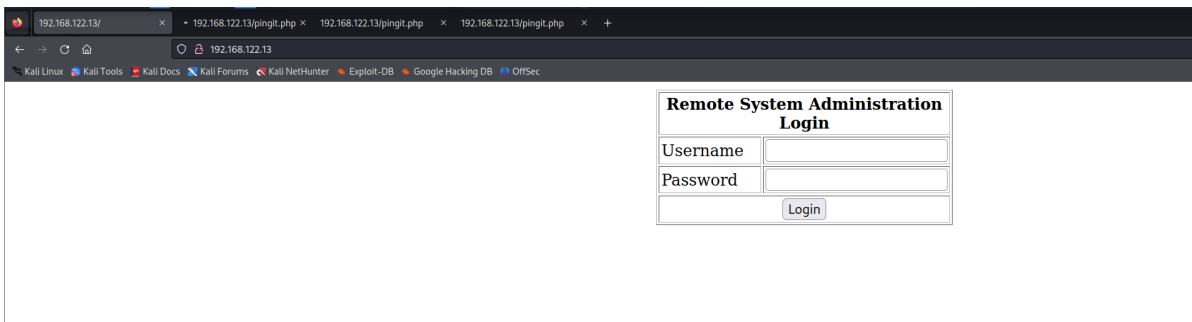 192.168.122.13/ × 192.168.122.13/pingit.php × 192.168.122.13/pingit.php × 192.168.122.13/pingit.php × +
192.168.122.13
Kali Linux Kali Tools Kali Docs Kali Forums Kali NetHunter Exploit-DB Google Hacking DB OffSec
Remote System Administration
Login
Username
Password
Login